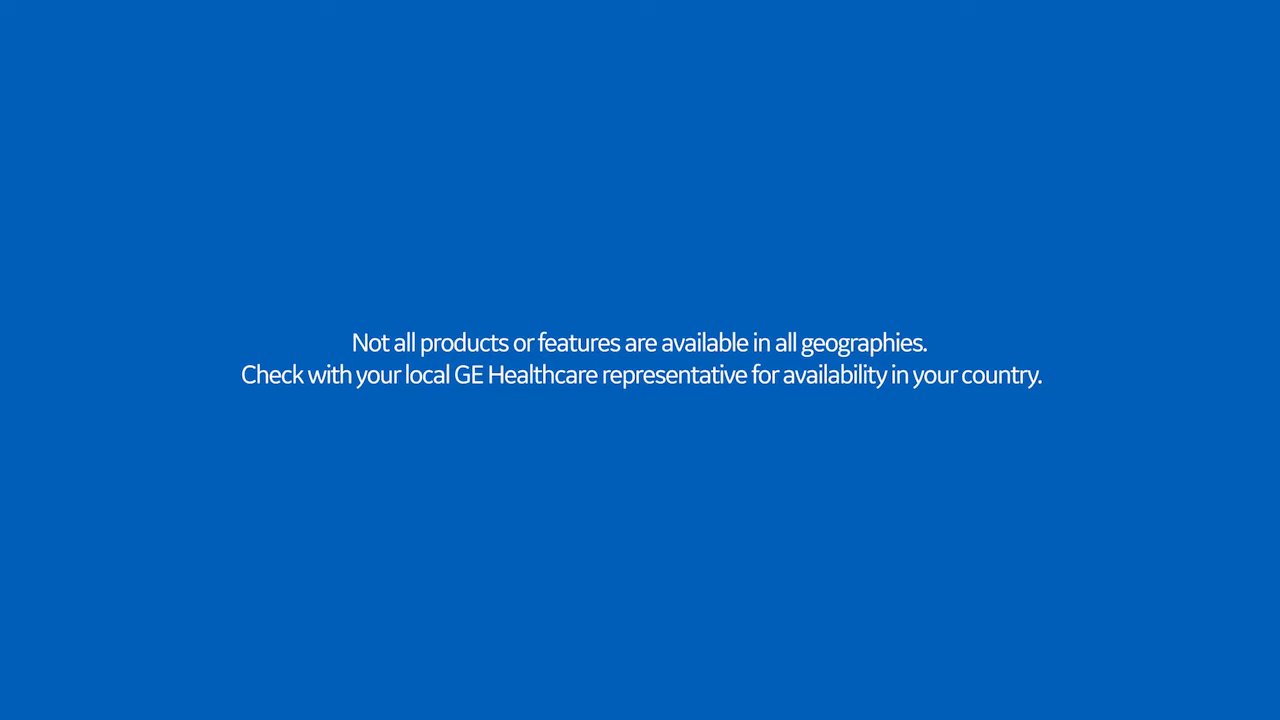 Not all products or features are available in all geographies.
Check with your local GE Healthcare representative for availability in your country.